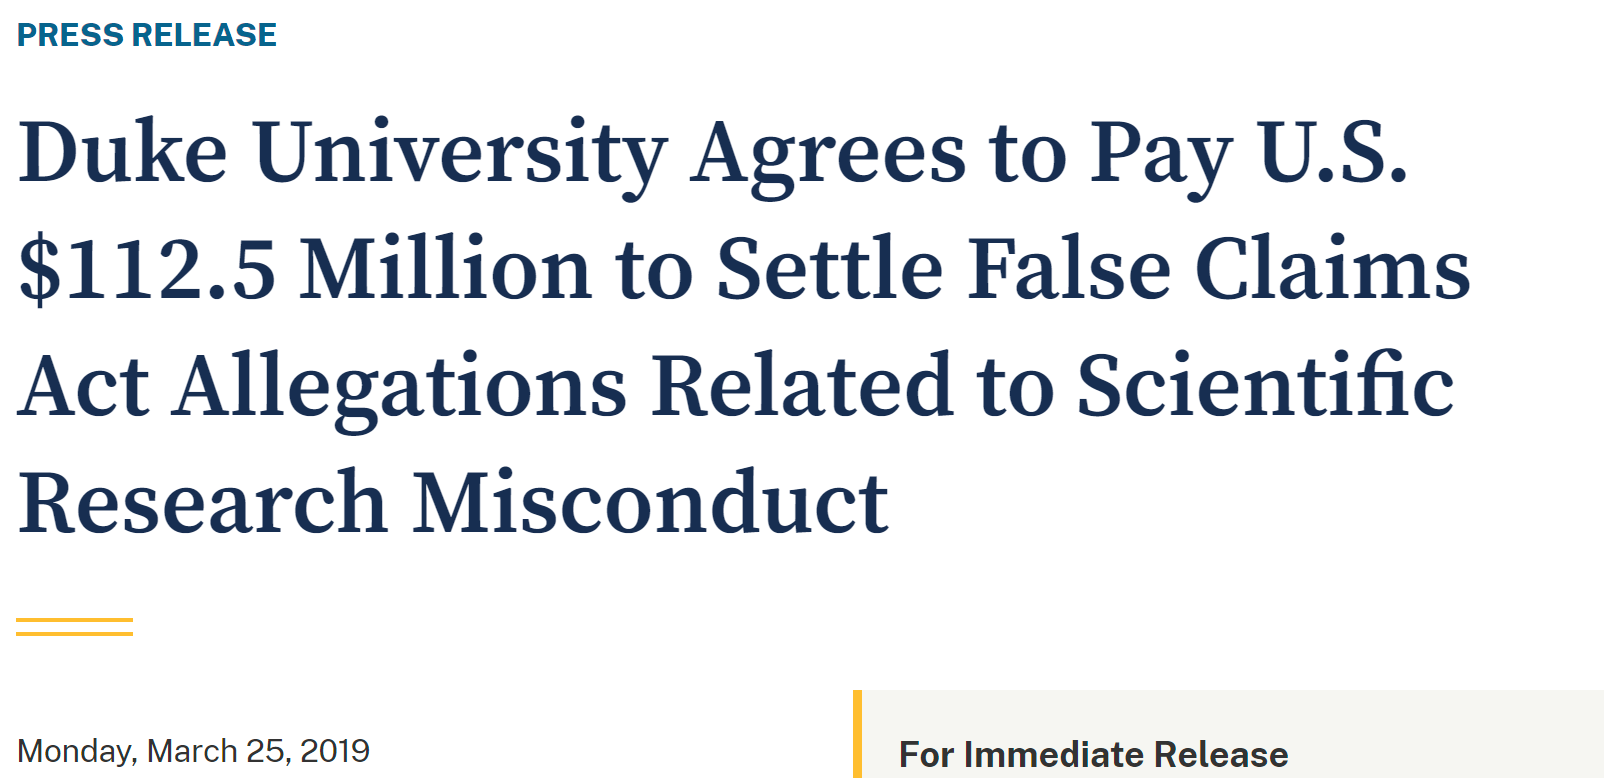 PRESS RELEASE
Duke University Agrees to Pay U.S.
$112.5 Million to Settle False Claims
Act Allegations Related to Scientific
Research Misconduct
Monday, March 25, 2019
For Immediate Release